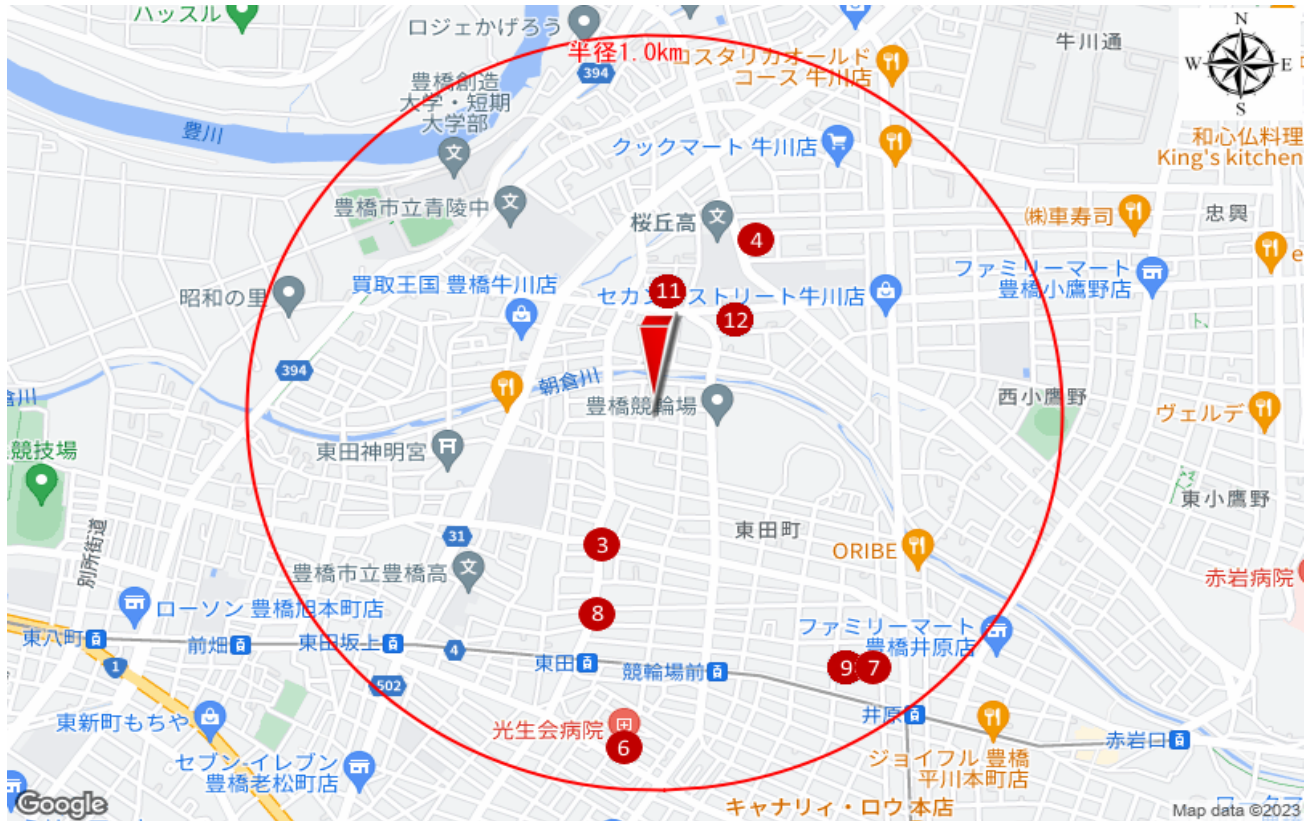 ハッスル
ロジェかげろう
半径1.0km
コスタリカオールド
コース 牛川店
牛川通
N
W
E
S
394
豊橋創造
大学・短期
大学部
豊川
クックマート 牛川店
和心仏料理
King's kitchen
豊橋市立青陵中
桜丘高
4
㈱車寿司
忠興
e
昭和の里
買取王国 豊橋牛川店
11
セカンドストリート牛川店
12
ファミリーマート
豊橋小鷹野店
394
朝倉川
豊橋競輪場
西小鷹野
ヴェルデ
競技場
東田神明宮
東小鷹野
別所街道
31
3
東田町
ORIBE
豊橋市立豊橋高
赤岩病院
ローソン 豊橋旭本町店
8
ファミリーマート
豊橋井原店
東八町
前畑
東田坂上
4
東田
競輪場前
9
7
1
502
東新町もちや
光生会病院
6
井原
赤岩口
セブン-イレブン
豊橋老松町店
ジョイフル 豊橋
平川本町店
キャナリィ・ロウ 本店
Google
Map data ©2023